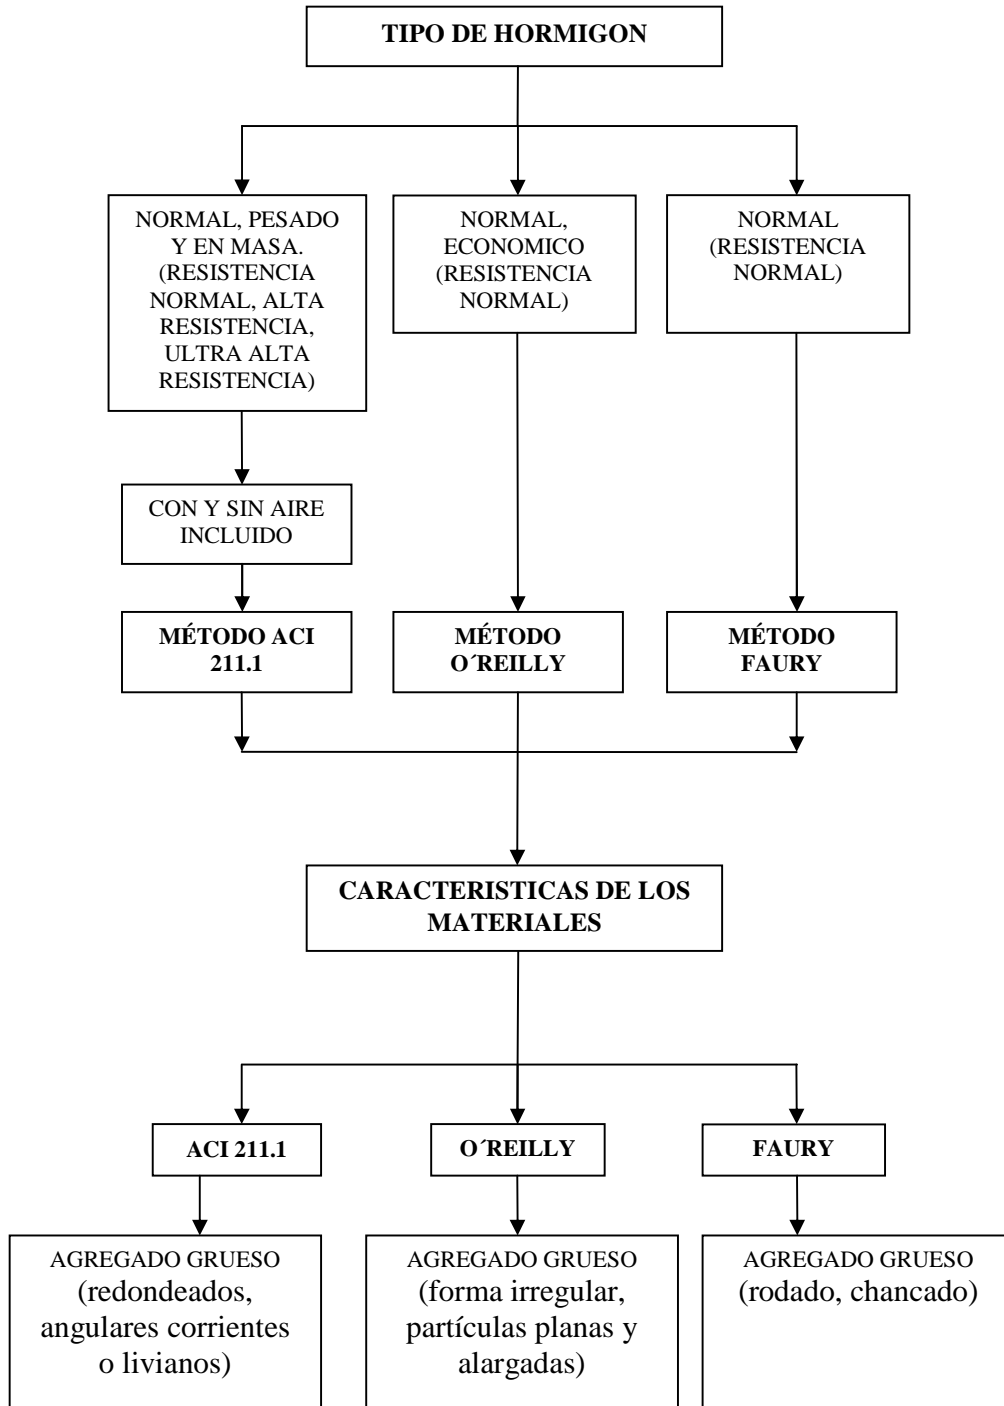 TIPO DE HORMIGON
NORMAL, PESADO
Y EN MASA.
(RESISTENCIA
NORMAL, ALTA
RESISTENCIA,
ULTRA ALTA
RESISTENCIA)
NORMAL,
ECONOMICO
(RESISTENCIA
NORMAL)
NORMAL
(RESISTENCIA
NORMAL)
CON Y SIN AIRE
INCLUIDO
MÉTODO ACI
211.1
MÉTODO
O´REILLY
MÉTODO
FAURY
CARACTERISTICAS DE LOS
MATERIALES
ACI 211.1
O´REILLY
FAURY
AGREGADO GRUESO
(redondeados,
angulares corrientes
o livianos)
AGREGADO GRUESO
(forma irregular,
partículas planas y
alargadas)
AGREGADO GRUESO
(rodado, chancado)